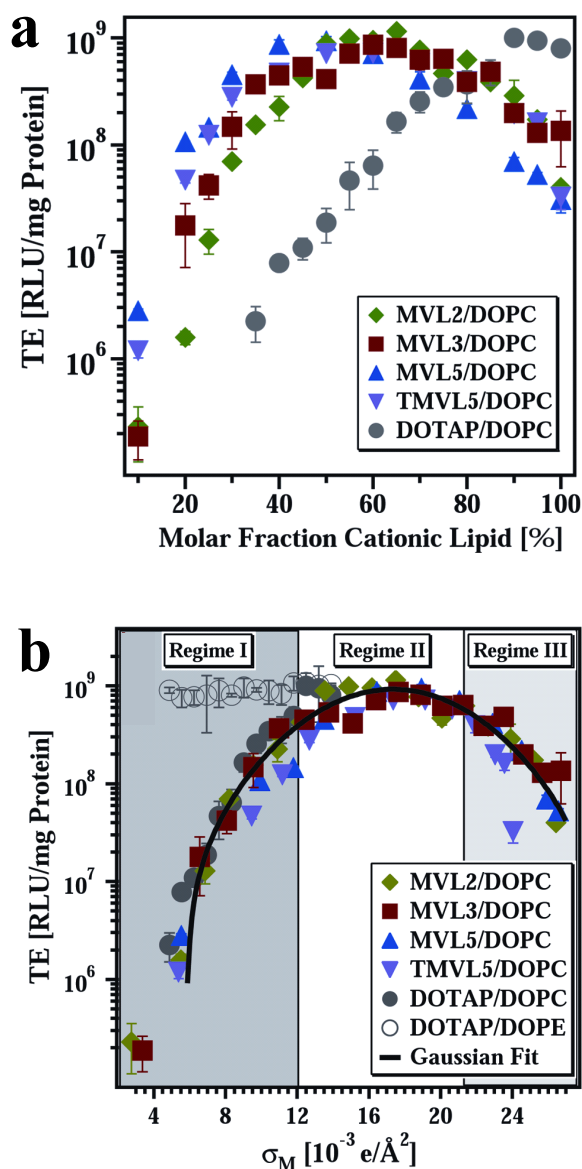 a
10⁹
10⁸
10⁷
10⁶
TE [RLU/mg Protein]
MVL2/DOPC
MVL3/DOPC
MVL5/DOPC
TMVL5/DOPC
DOTAP/DOPC
20 40 60 80 100
Molar Fraction Cationic Lipid [%]
b
Regime I Regime II Regime III
10⁹
10⁸
10⁷
10⁶
TE [RLU/mg Protein]
MVL2/DOPC
MVL3/DOPC
MVL5/DOPC
TMVL5/DOPC
DOTAP/DOPC
DOTAP/DOPE
Gaussian Fit
4 8 12 16 20 24
σM [10⁻³ e/Å²]